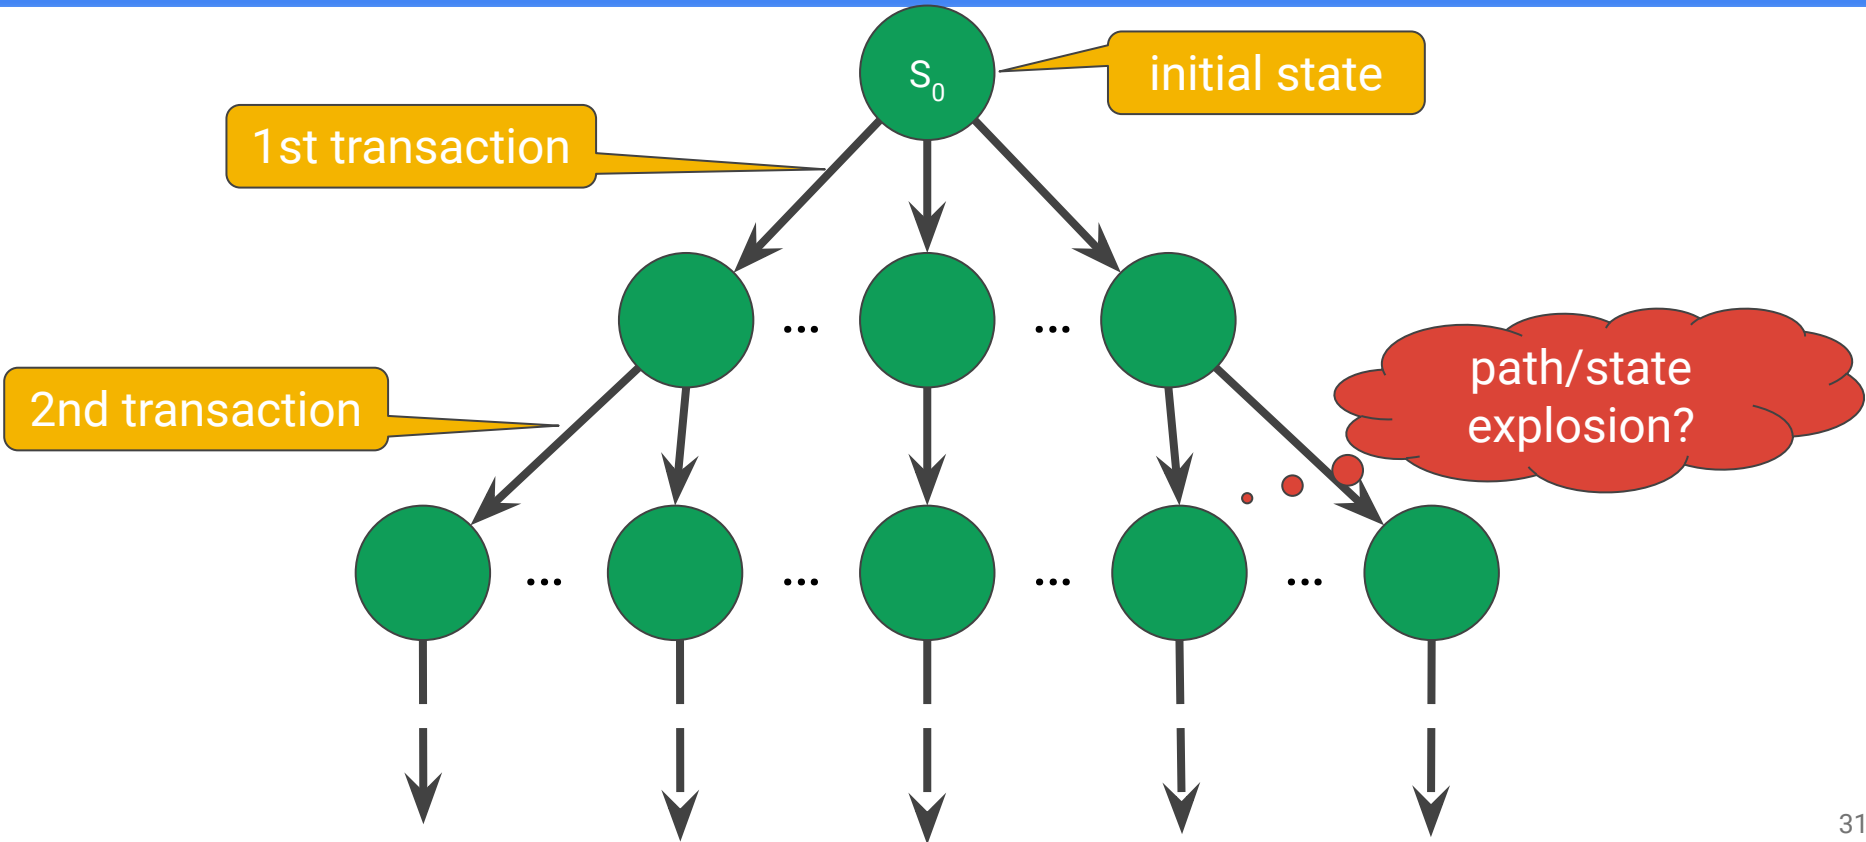 S₀
initial state
1st transaction
...
...
path/state
explosion?
2nd transaction
...
...
...
...
31